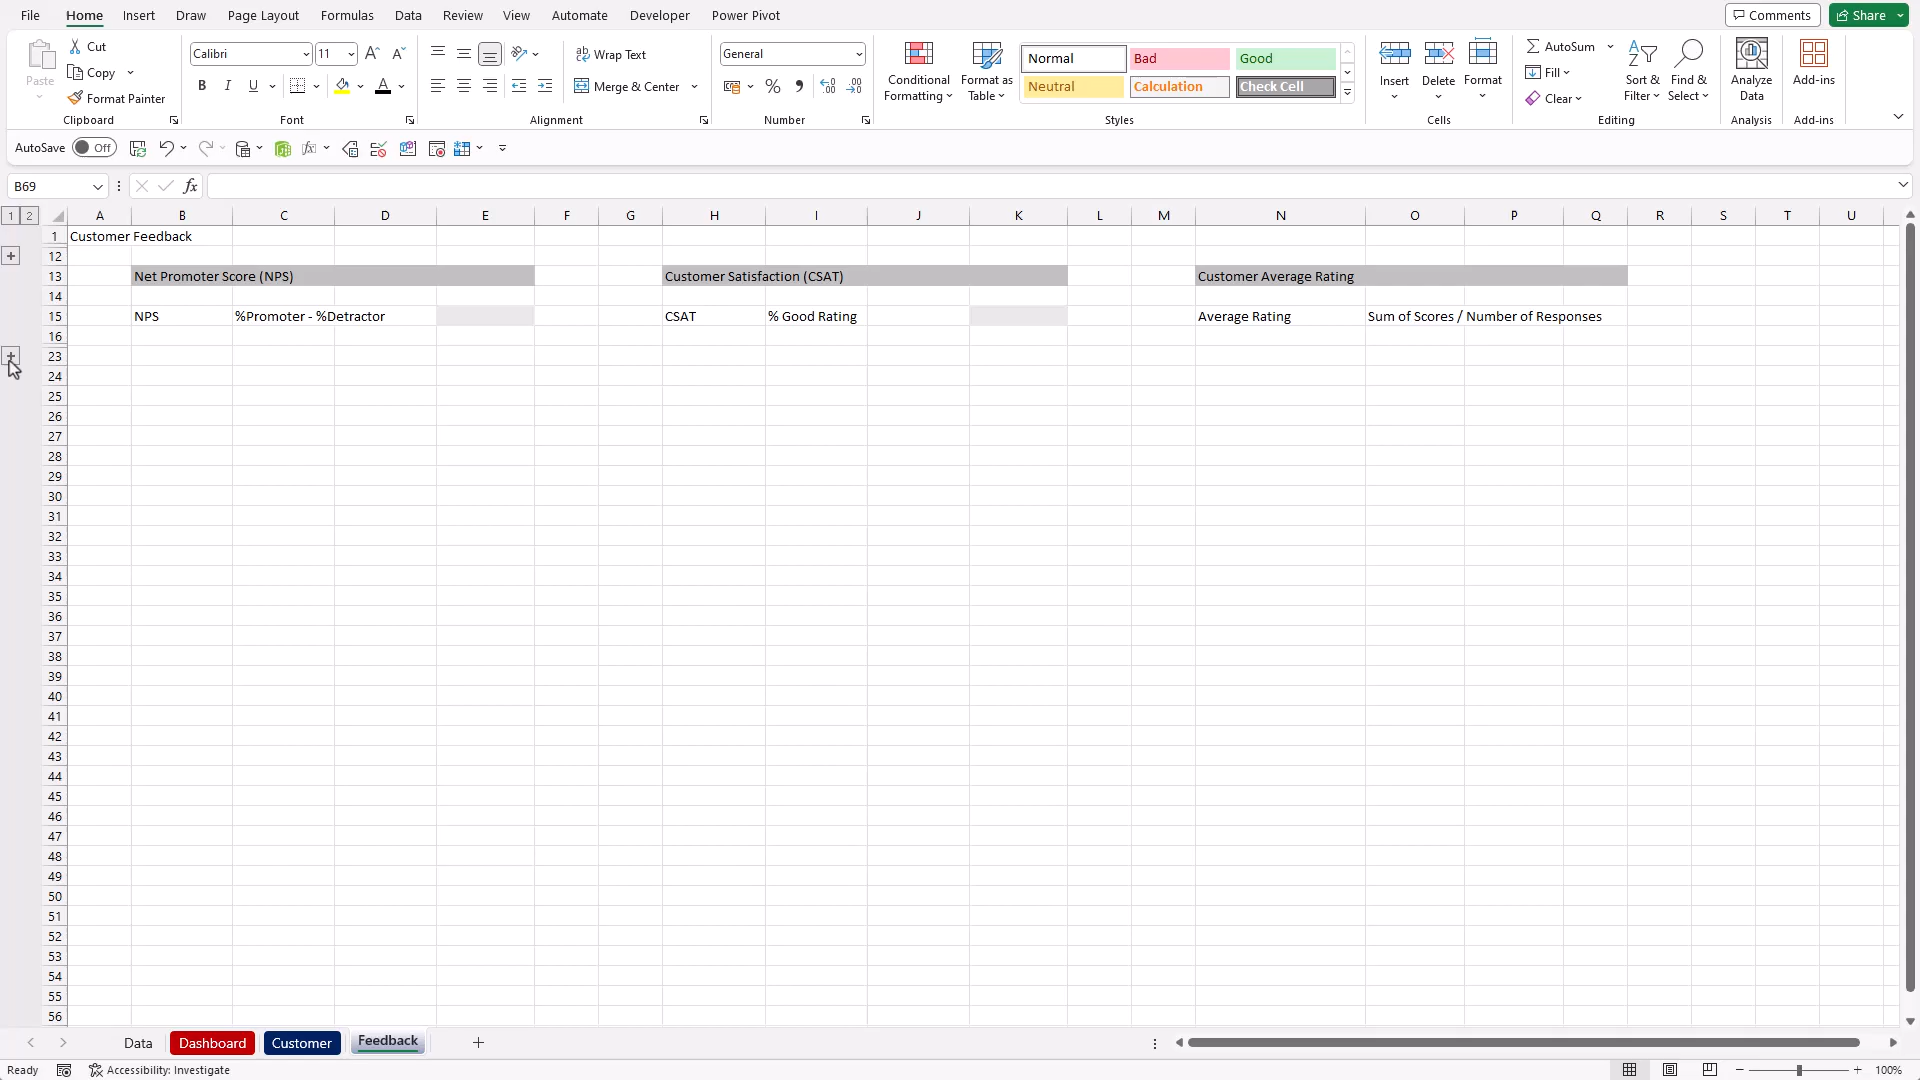 File Home Insert Draw Page Layout Formulas Data Review View Automate Developer Power Pivot Comments Share
Paste Cut Copy Format Painter Clipboard
Calibri 11 B I U A Font
Wrap Text Merge & Center Alignment
General % Number
Conditional Formatting Format as Table Normal Bad Good Neutral Calculation Check Cell Styles
Insert Delete Format Cells
AutoSum Fill Clear Sort & Filter Find & Select Editing
Analyze Data Analysis Add-ins Add-ins
AutoSave Off
B69 fx
1 2 A B C D E F G H I J K L M N O P Q R S T U
1 Customer Feedback
12
13 Net Promoter Score (NPS) Customer Satisfaction (CSAT) Customer Average Rating
14
15 NPS %Promoter - %Detractor CSAT % Good Rating Average Rating Sum of Scores / Number of Responses
16
23
24
25
26
27
28
29
30
31
32
33
34
35
36
37
38
39
40
41
42
43
44
45
46
47
48
49
50
51
52
53
54
55
56
Data Dashboard Customer Feedback
Ready Accessibility: Investigate 100%